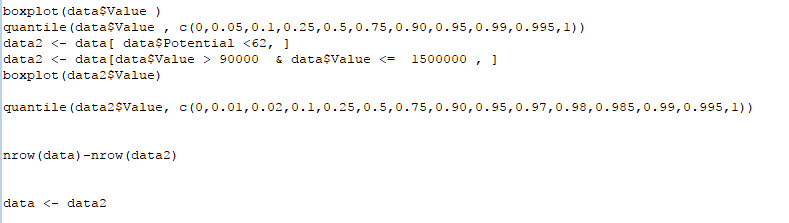 boxplot(data$Value )
quantile(data$Value , c(0,0.05,0.1,0.25,0.5,0.75,0.90,0.95,0.99,0.995,1))
data2 <- data[ data$Potential <62, ]
data2 <- data[data$Value > 90000  & data$Value <=  1500000 , ]
boxplot(data2$Value)
quantile(data2$Value, c(0,0.01,0.02,0.1,0.25,0.5,0.75,0.90,0.95,0.97,0.98,0.985,0.99,0.995,1))
nrow(data)-nrow(data2)
data <- data2